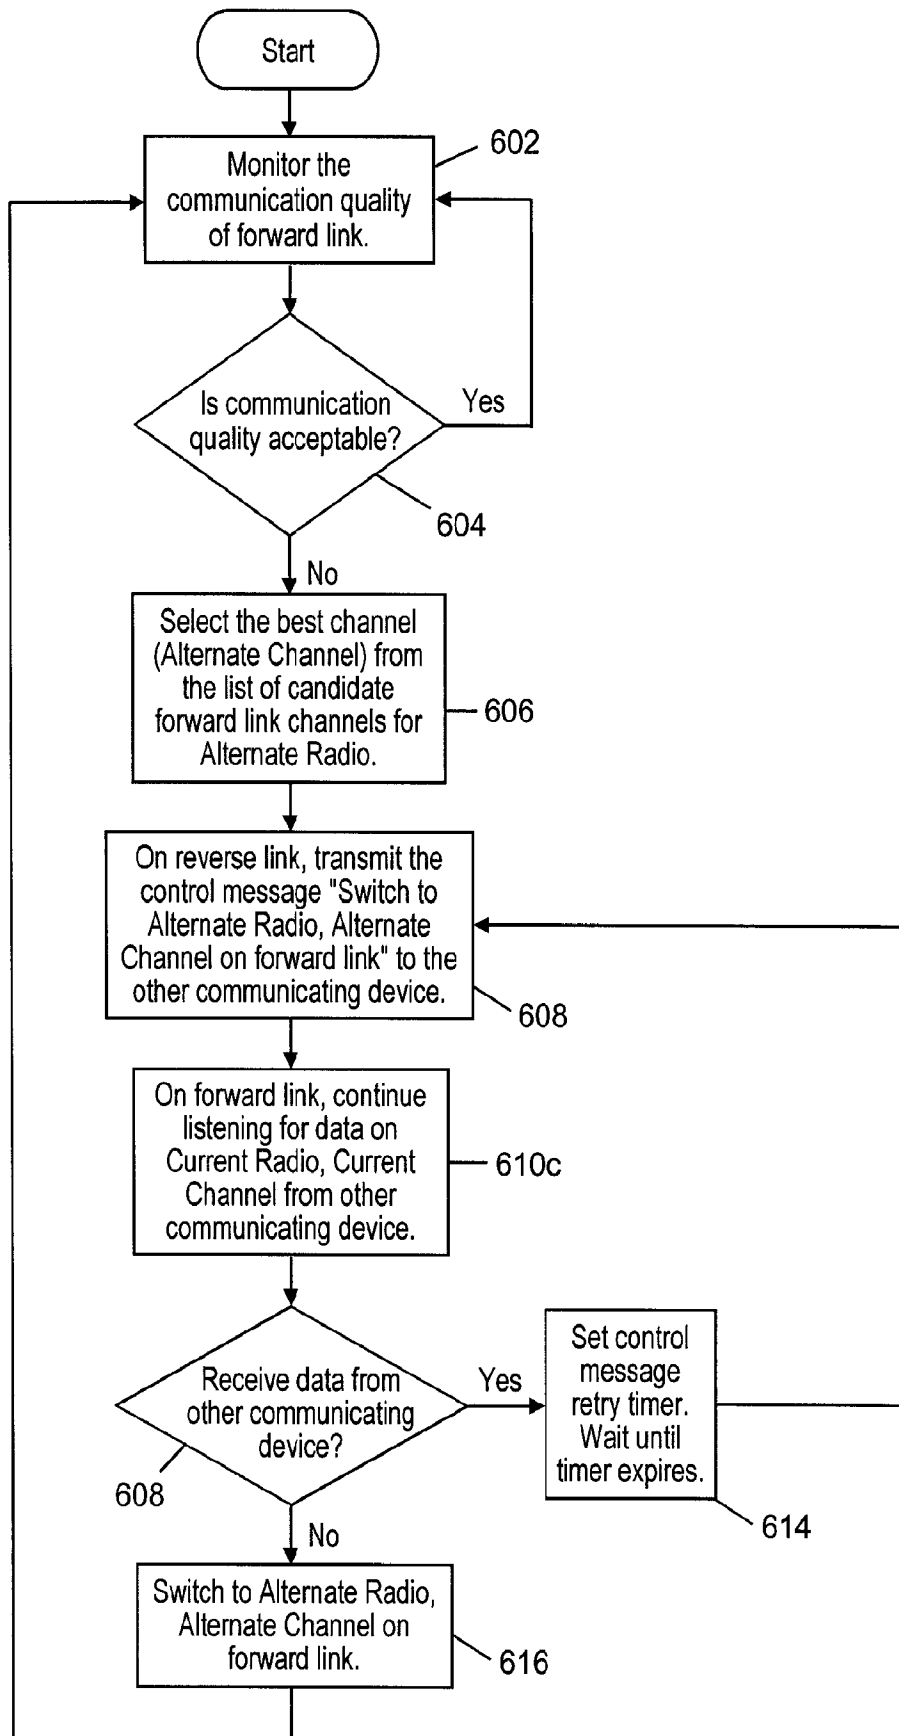 Start
602
Monitor the
communication quality
of forward link.
Is communication
quality acceptable?
Yes
604
No
Select the best channel
(Alternate Channel) from
the list of candidate
forward link channels for
Alternate Radio.
606
On reverse link, transmit the
control message "Switch to
Alternate Radio, Alternate
Channel on forward link" to the
other communicating device.
608
On forward link, continue
listening for data on
Current Radio, Current
Channel from other
communicating device.
610c
Receive data from
other communicating
device?
Yes
608
Set control
message
retry timer.
Wait until
timer expires.
614
No
Switch to Alternate Radio,
Alternate Channel on
forward link.
616